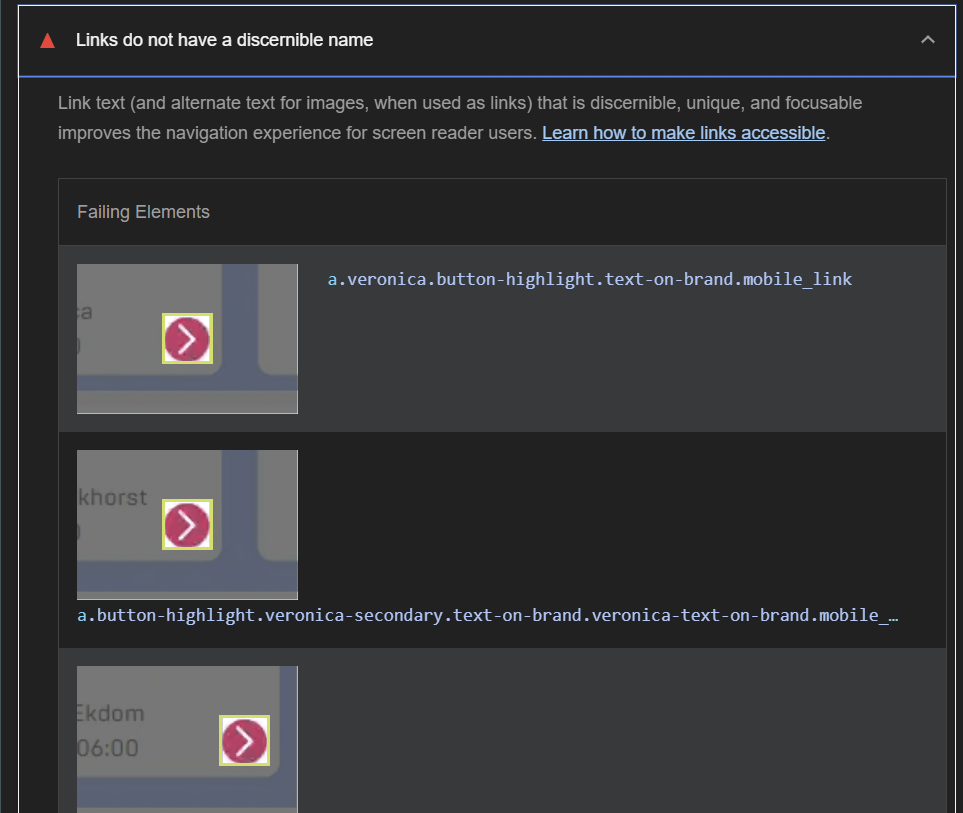 Links do not have a discernible name
Link text (and alternate text for images, when used as links) that is discernible, unique, and focusable
improves the navigation experience for screen reader users. Learn how to make links accessible.
Failing Elements
a.veronica.button-highlight.text-on-brand.mobile_link
khorst
a.button-highlight.veronica-secondary.text-on-brand.veronica-text-on-brand.mobile_…
Ekdom
06:00